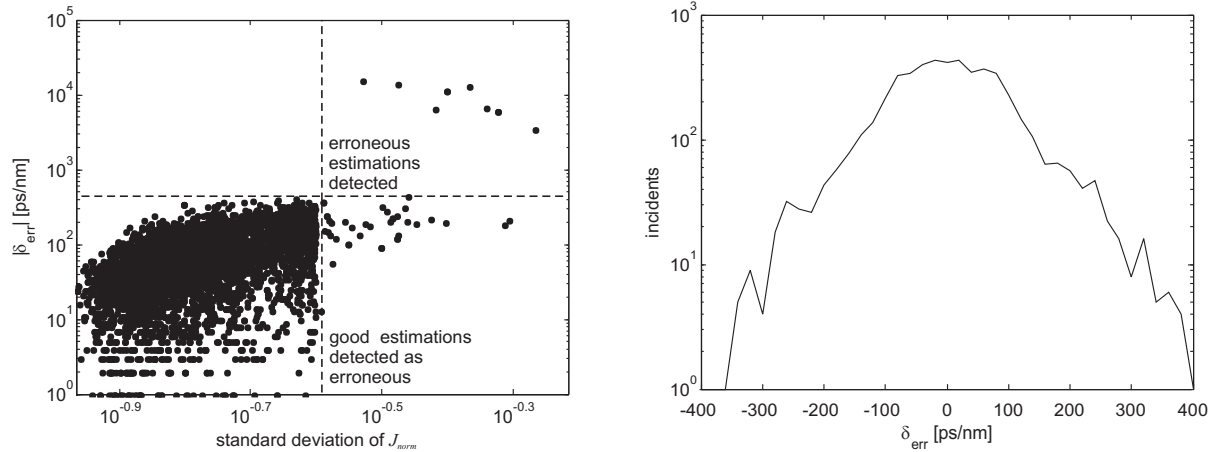 10^5
10^4
10^3
10^2
10^1
10^0
|δ_err| [ps/nm]
erroneous
estimations
detected
good estimations
detected as
erroneous
10^-0.9 10^-0.7 10^-0.5 10^-0.3
standard deviation of J_norm
10^3
10^2
10^1
10^0
incidents
-400 -300 -200 -100 0 100 200 300 400
δ_err [ps/nm]